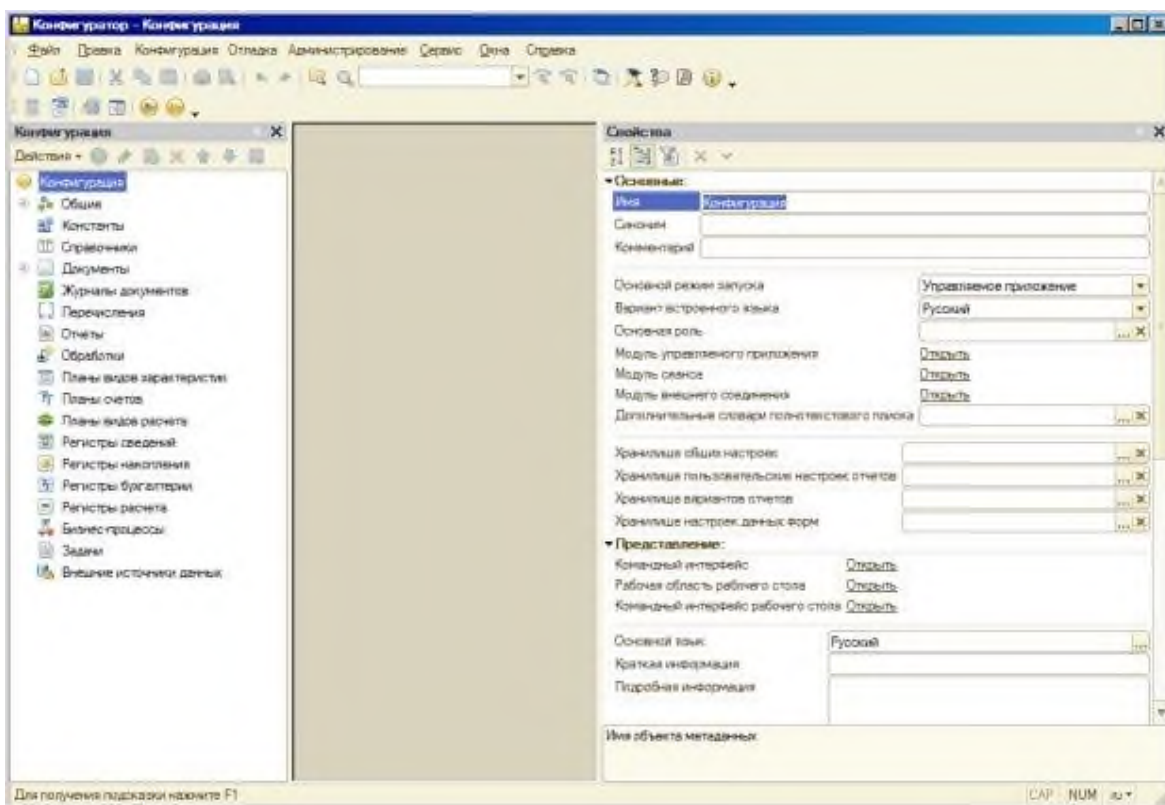 Конфигуратор - Конфигурация
Файл Правка Конфигурация Отладка Администрирование Сервис Окна Справка
Конфигурация
Действия
Конфигурация
Общие
Константы
Справочники
Документы
Журналы документов
Перечисления
Отчеты
Обработки
Планы видов характеристик
Планы счетов
Планы видов расчета
Регистры сведений
Регистры накопления
Регистры бухгалтерии
Регистры расчета
Бизнес-процессы
Задачи
Внешние источники данных
Свойства
Основные:
Имя Конфигурация
Синоним
Комментарий
Основной режим запуска Управляемое приложение
Вариант встроенного языка Русский
Основная роль ...
Модуль управляемого приложения Открыть
Модуль сеанса Открыть
Модуль внешнего соединения Открыть
Дополнительные словари полнотекстового поиска ...
Хранилище общих настроек ...
Хранилище пользовательских настроек отчетов ...
Хранилище вариантов отчетов ...
Хранилище настроек данных форм ...
Представление:
Командный интерфейс Открыть
Рабочая область рабочего стола Открыть
Командный интерфейс рабочего стола Открыть
Основной язык Русский ...
Краткая информация
Подробная информация
Имя объекта метаданных
Для получения подсказки нажмите F1 CAP NUM ru